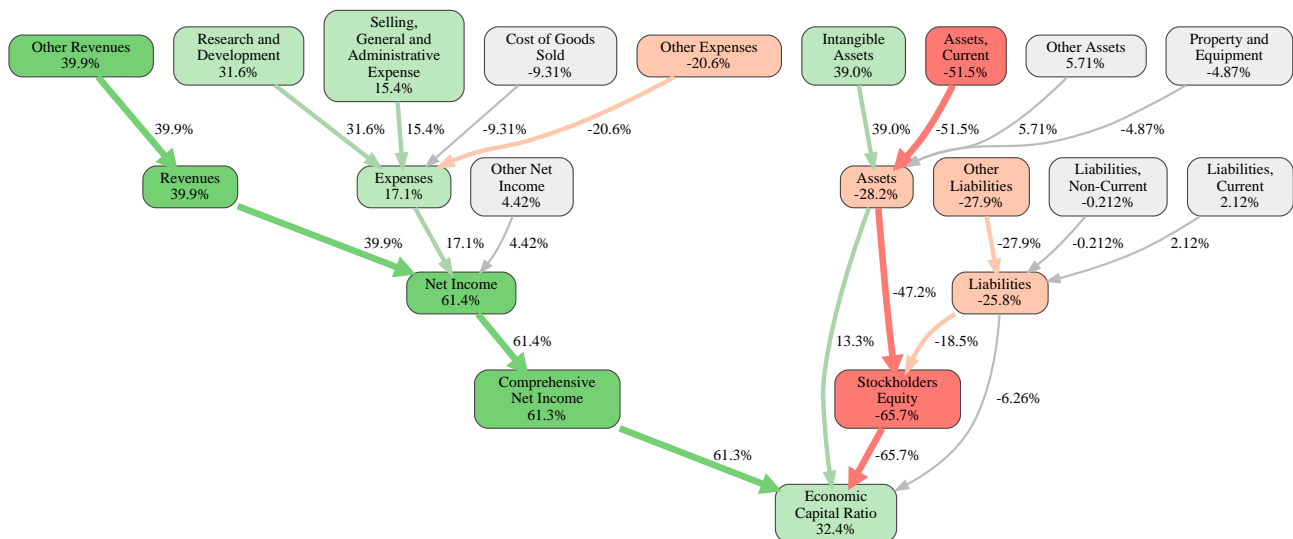 Other Revenues
39.9%
Research and
Development
31.6%
Selling,
General and
Administrative
Expense
15.4%
Cost of Goods
Sold
-9.31%
Other Expenses
-20.6%
Intangible
Assets
39.0%
Assets,
Current
-51.5%
Other Assets
5.71%
Property and
Equipment
-4.87%
39.9%
31.6%
15.4%
-9.31%
-20.6%
39.0%
-51.5%
5.71%
-4.87%
Revenues
39.9%
Expenses
17.1%
Other Net
Income
4.42%
Assets
-28.2%
Other
Liabilities
-27.9%
Liabilities,
Non-Current
-0.212%
Liabilities,
Current
2.12%
39.9%
17.1%
4.42%
-27.9%
-0.212%
2.12%
Net Income
61.4%
-47.2%
Liabilities
-25.8%
61.4%
13.3%
-18.5%
Comprehensive
Net Income
61.3%
Stockholders
Equity
-65.7%
-6.26%
61.3%
-65.7%
Economic
Capital Ratio
32.4%